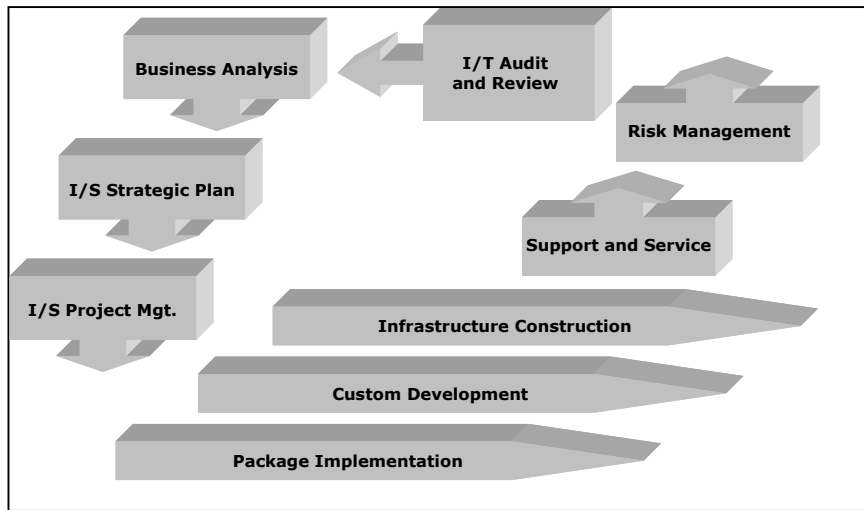 I/T Audit
and Review
Business Analysis
Risk Management
I/S Strategic Plan
Support and Service
I/S Project Mgt.
Infrastructure Construction
Custom Development
Package Implementation